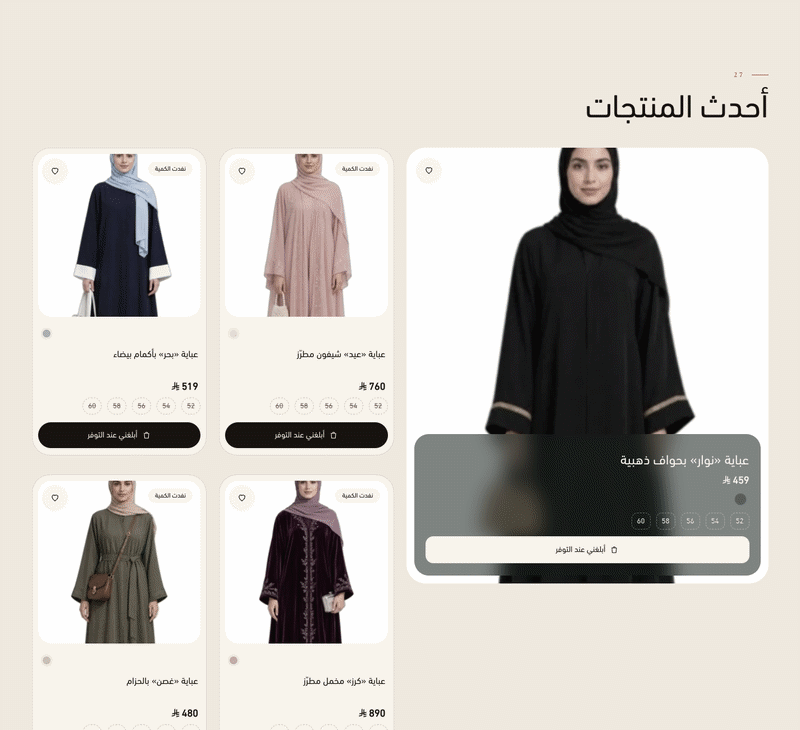 27
أحدث المنتجات
عباية «نوار» بحواف ذهبية
459
52 54 56 58 60
أبلغني عند التوفر
نفدت الكمية
عباية «عيد» شيفون مطرّز
760
52 54 56 58 60
أبلغني عند التوفر
نفدت الكمية
عباية «بحر» بأكمام بيضاء
519
52 54 56 58 60
أبلغني عند التوفر
نفدت الكمية
عباية «كرز» مخمل مطرّز
890
نفدت الكمية
عباية «غصن» بالحزام
480